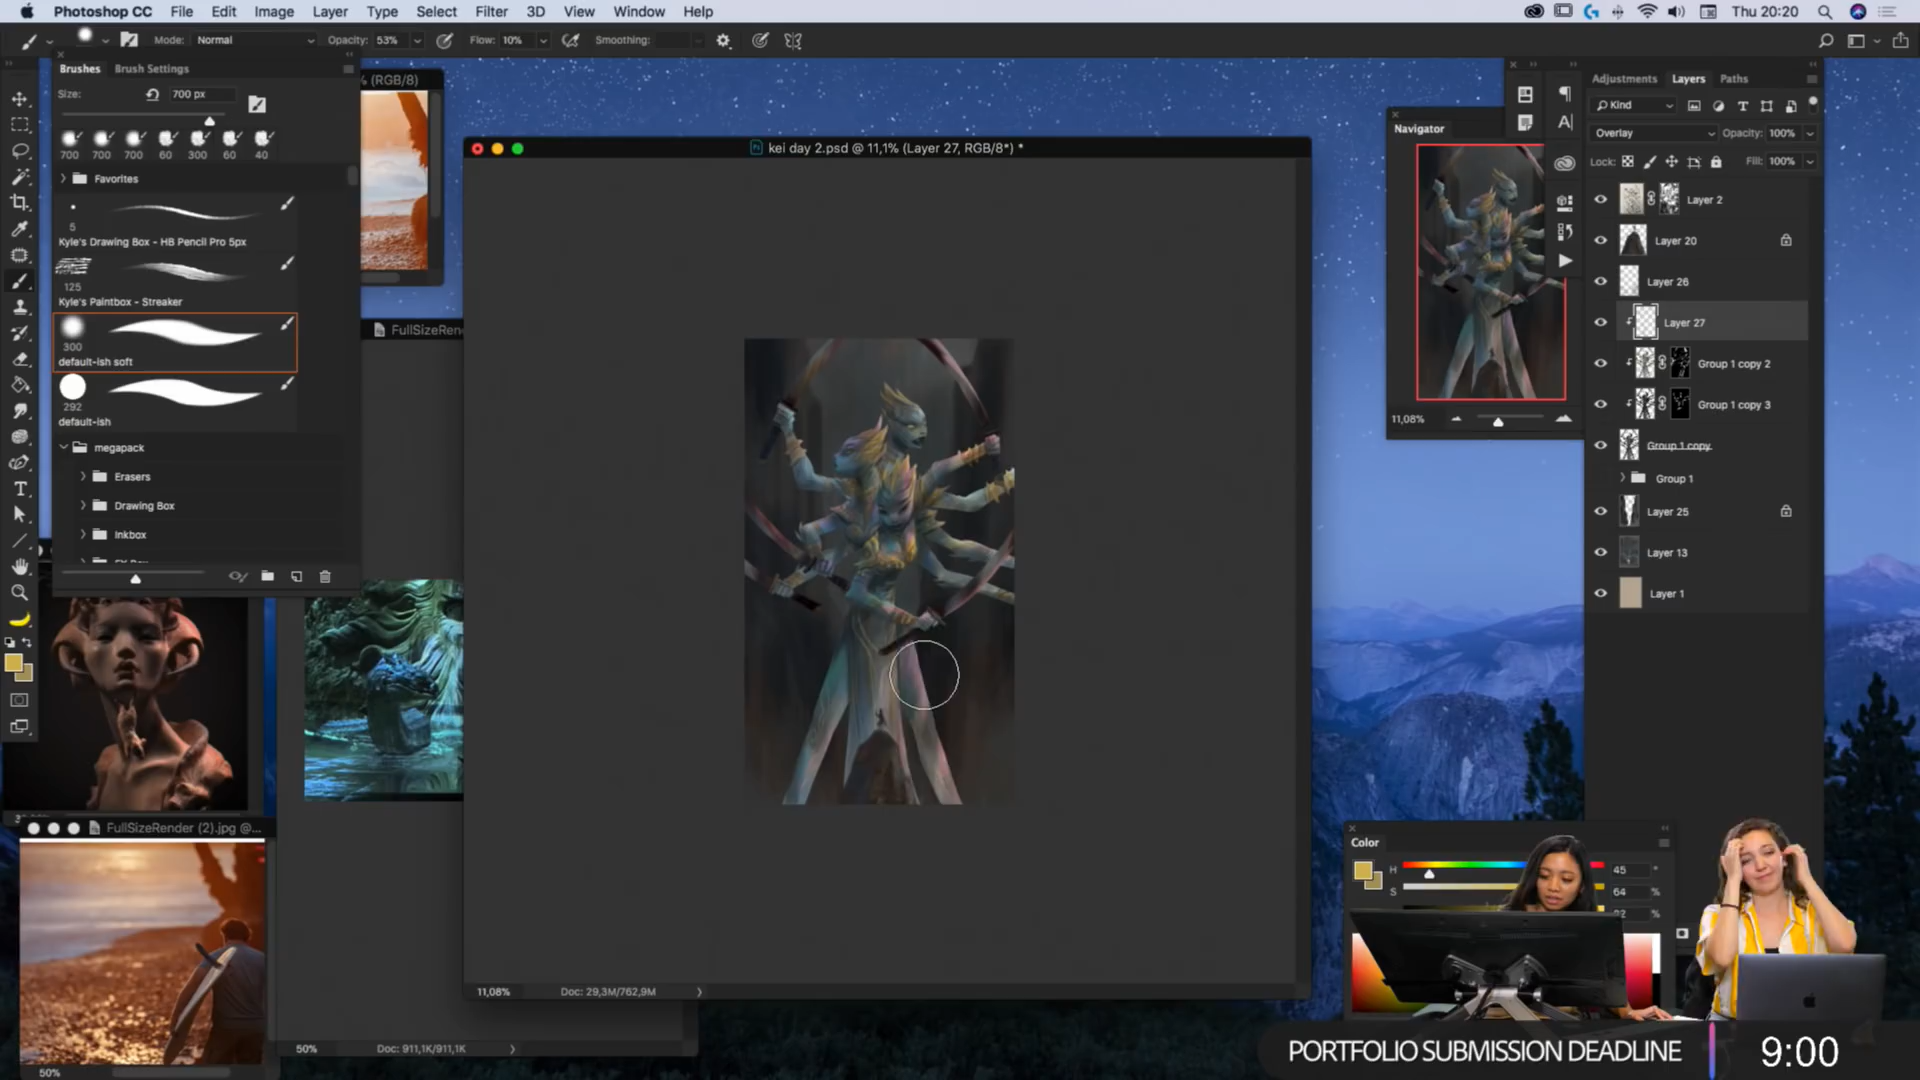 Photoshop CC File Edit Image Layer Type Select Filter 3D View Window Help Thu 20:20
Mode: Normal Opacity: 53% Flow: 10% Smoothing:
Brushes Brush Settings
Size: 700 px
700 700 700 60 300 60 40
Favorites
5
Kyle's Drawing Box - HB Pencil Pro 5px
125
Kyle's Paintbox - Streaker
300
default-ish soft
292
default-ish
megapack
Erasers
Drawing Box
Inkbox
% (RGB/8)
FullSizeRen
kei day 2.psd @ 11,1% (Layer 27, RGB/8*) *
11,08% Doc: 29,3M/762,9M
50% Doc: 911,1K/911,1K
FullSizeRender (2).jpg @...
50%
Navigator
11,08%
Adjustments Layers Paths
Kind
Overlay Opacity: 100%
Lock: Fill: 100%
Layer 2
Layer 20
Layer 26
Layer 27
Group 1 copy 2
Group 1 copy 3
Group 1 copy
Group 1
Layer 25
Layer 13
Layer 1
Color
H 45 °
S 64 %
%
PORTFOLIO SUBMISSION DEADLINE 9:00